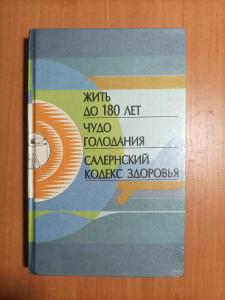 ЖИТЬ
ДО 180 ЛЕТ
ЧУДО
ГОЛОДАНИЯ
САЛЕРНСКИЙ
КОДЕКС ЗДОРОВЬЯ